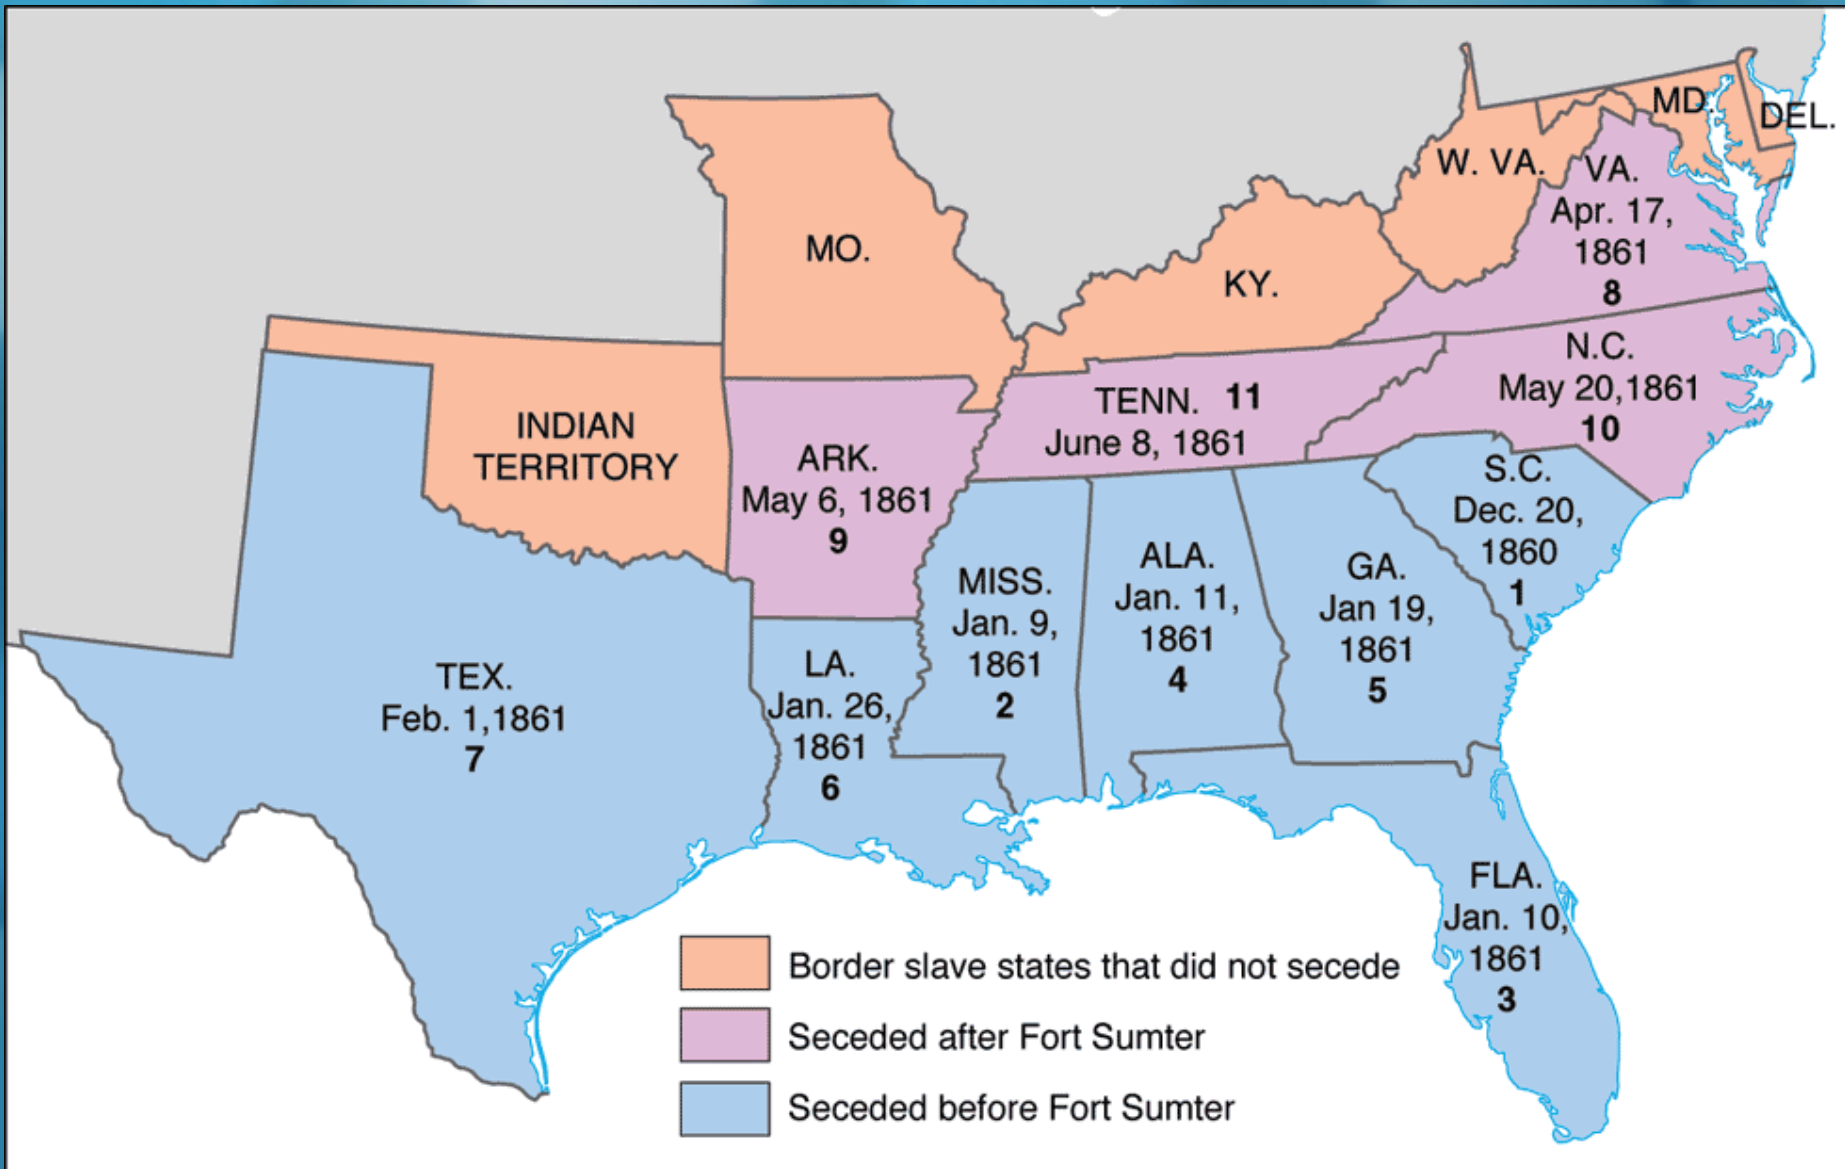 MD.
DEL.
W. VA.
VA.
Apr. 17,
1861
8
MO.
KY.
N.C.
May 20,1861
10
TENN. 11
June 8, 1861
INDIAN
TERRITORY
ARK.
May 6, 1861
9
S.C.
Dec. 20,
1860
1
MISS.
Jan. 9,
1861
2
ALA.
Jan. 11,
1861
4
GA.
Jan 19,
1861
5
TEX.
Feb. 1,1861
7
LA.
Jan. 26,
1861
6
FLA.
Jan. 10,
1861
3
Border slave states that did not secede
Seceded after Fort Sumter
Seceded before Fort Sumter